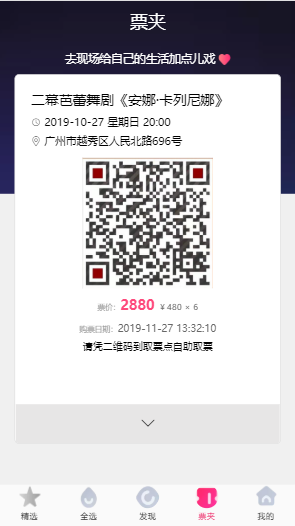 票夹
去现场给自己的生活加点儿戏
二幕芭蕾舞剧《安娜·卡列尼娜》
2019-10-27 星期日 20:00
广州市越秀区人民北路696号
票价： 2880 ￥480 × 6
购票日期： 2019-11-27 13:32:10
请凭二维码到取票点自助取票
精选 全选 发现 票夹 我的